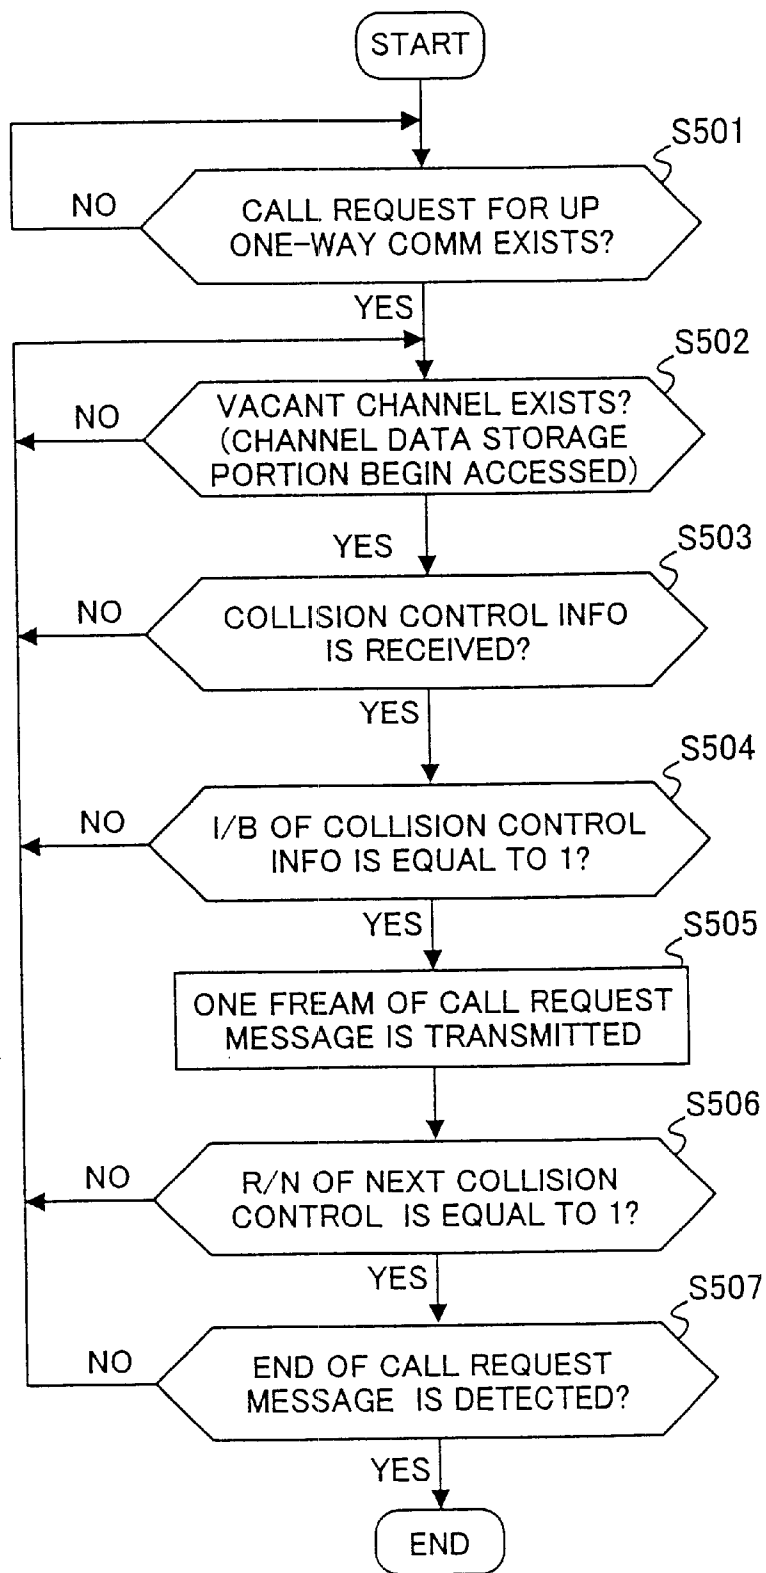 START
S501
NO
CALL REQUEST FOR UP
ONE-WAY COMM EXISTS?
YES
S502
NO
VACANT CHANNEL EXISTS?
(CHANNEL DATA STORAGE
PORTION BEGIN ACCESSED)
YES
S503
NO
COLLISION CONTROL INFO
IS RECEIVED?
YES
S504
NO
I/B OF COLLISION CONTROL
INFO IS EQUAL TO 1?
YES
S505
ONE FREAM OF CALL REQUEST
MESSAGE IS TRANSMITTED
S506
NO
R/N OF NEXT COLLISION
CONTROL IS EQUAL TO 1?
YES
S507
NO
END OF CALL REQUEST
MESSAGE IS DETECTED?
YES
END